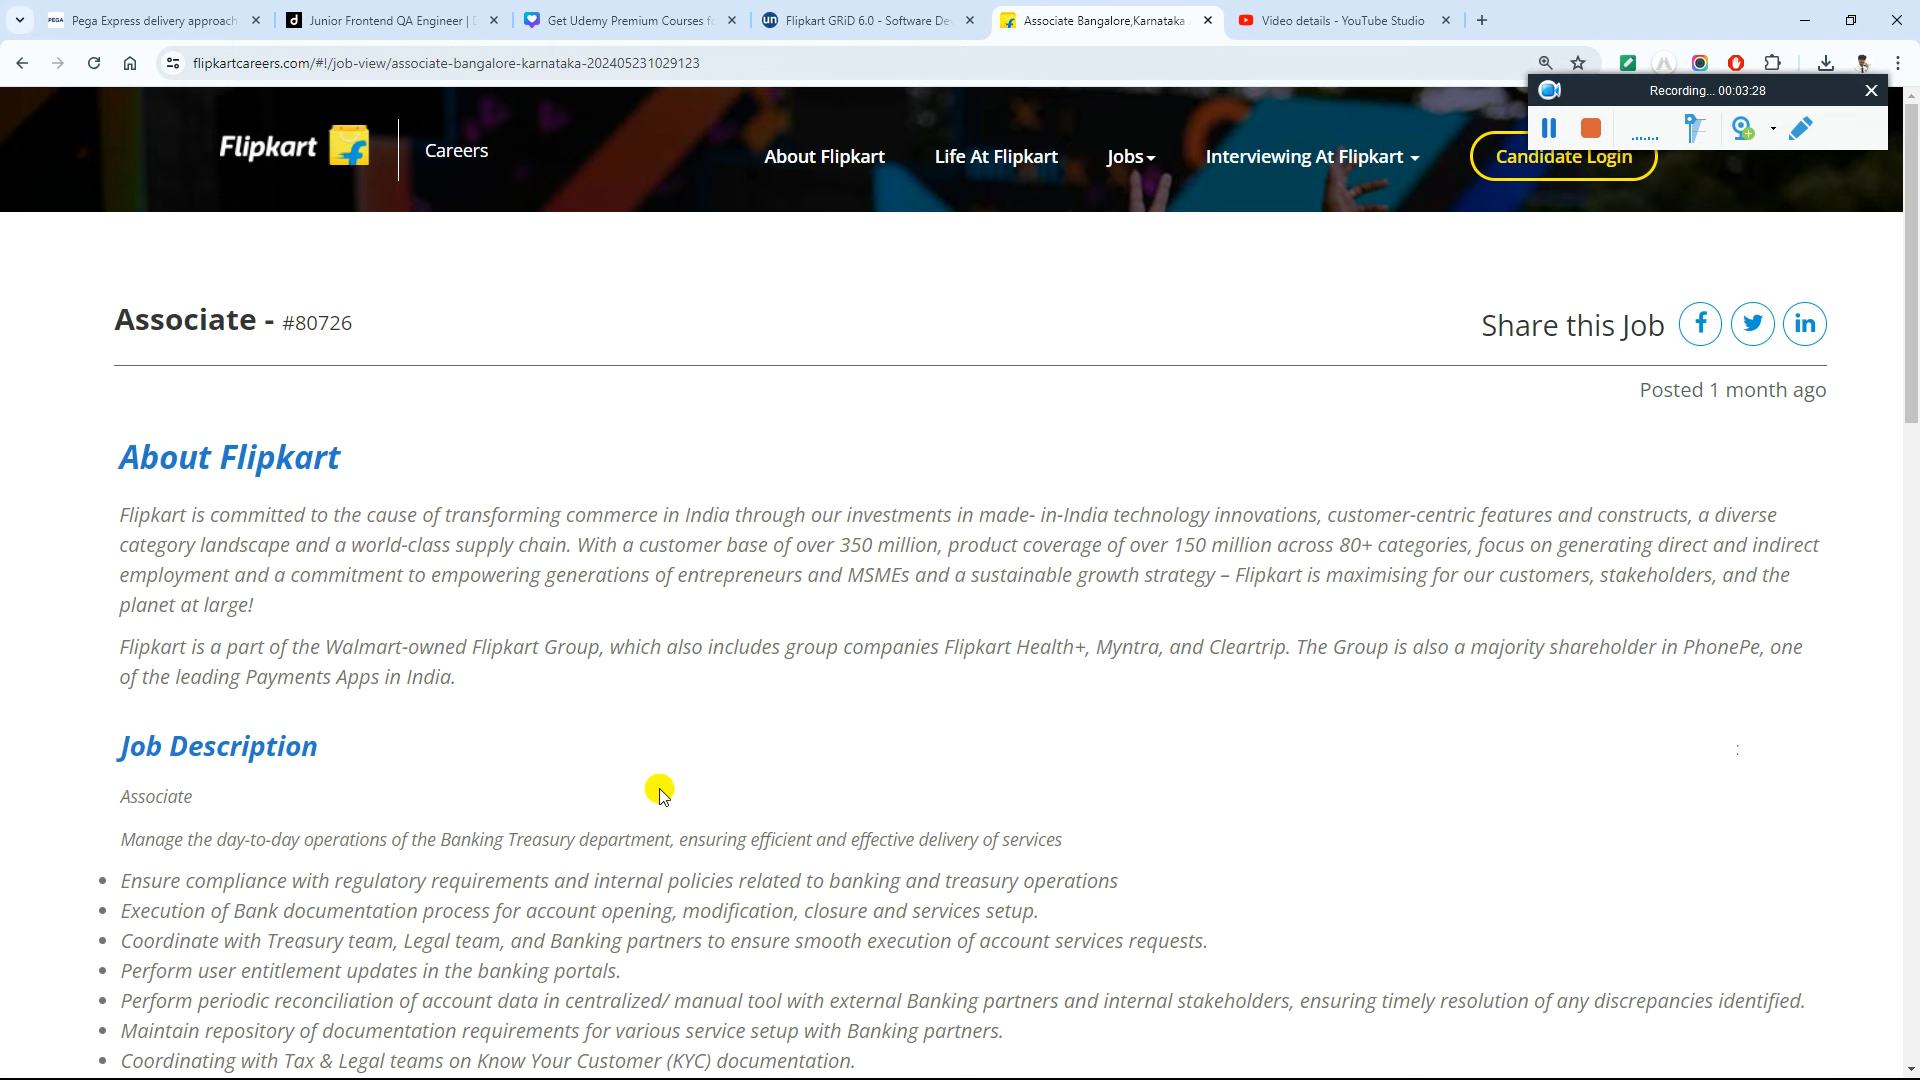 Pega Express delivery approach
Junior Frontend QA Engineer |
Get Udemy Premium Courses f
Flipkart GRiD 6.0 - Software De
Associate Bangalore,Karnataka
Video details - YouTube Studio
flipkartcareers.com/#!/job-view/associate-bangalore-karnataka-202405231029123
Recording... 00:03:28
Flipkart
Careers
About Flipkart
Life At Flipkart
Jobs
Interviewing At Flipkart
Candidate Login
Associate - #80726
Share this Job
Posted 1 month ago
About Flipkart
Flipkart is committed to the cause of transforming commerce in India through our investments in made- in-India technology innovations, customer-centric features and constructs, a diverse
category landscape and a world-class supply chain. With a customer base of over 350 million, product coverage of over 150 million across 80+ categories, focus on generating direct and indirect
employment and a commitment to empowering generations of entrepreneurs and MSMEs and a sustainable growth strategy – Flipkart is maximising for our customers, stakeholders, and the
planet at large!
Flipkart is a part of the Walmart-owned Flipkart Group, which also includes group companies Flipkart Health+, Myntra, and Cleartrip. The Group is also a majority shareholder in PhonePe, one
of the leading Payments Apps in India.
Job Description
:
Associate
Manage the day-to-day operations of the Banking Treasury department, ensuring efficient and effective delivery of services
• Ensure compliance with regulatory requirements and internal policies related to banking and treasury operations
• Execution of Bank documentation process for account opening, modification, closure and services setup.
• Coordinate with Treasury team, Legal team, and Banking partners to ensure smooth execution of account services requests.
• Perform user entitlement updates in the banking portals.
• Perform periodic reconciliation of account data in centralized/ manual tool with external Banking partners and internal stakeholders, ensuring timely resolution of any discrepancies identified.
• Maintain repository of documentation requirements for various service setup with Banking partners.
• Coordinating with Tax & Legal teams on Know Your Customer (KYC) documentation.